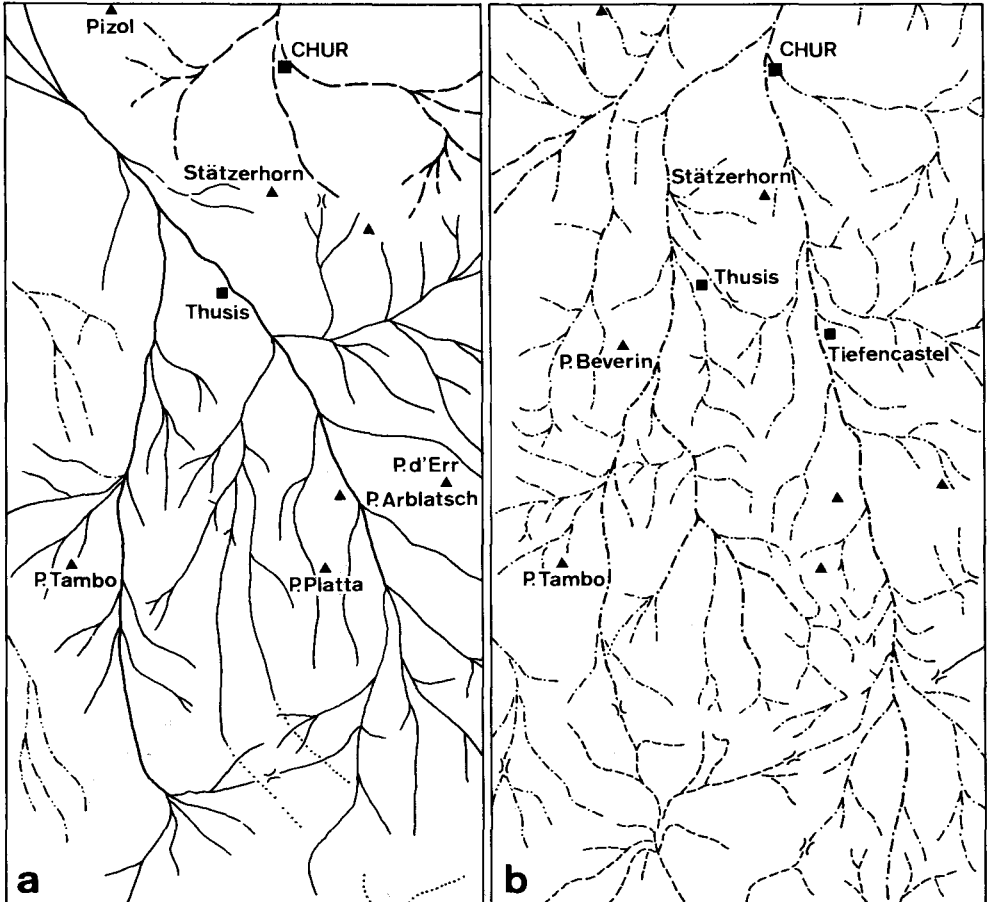 Pizol
CHUR
Stätzerhorn
Thusis
P. d'Err
P. Arblatsch
P. Tambo
P. Platta
a
CHUR
Stätzerhorn
Thusis
P. Beverin
Tiefencastel
P. Tambo
b